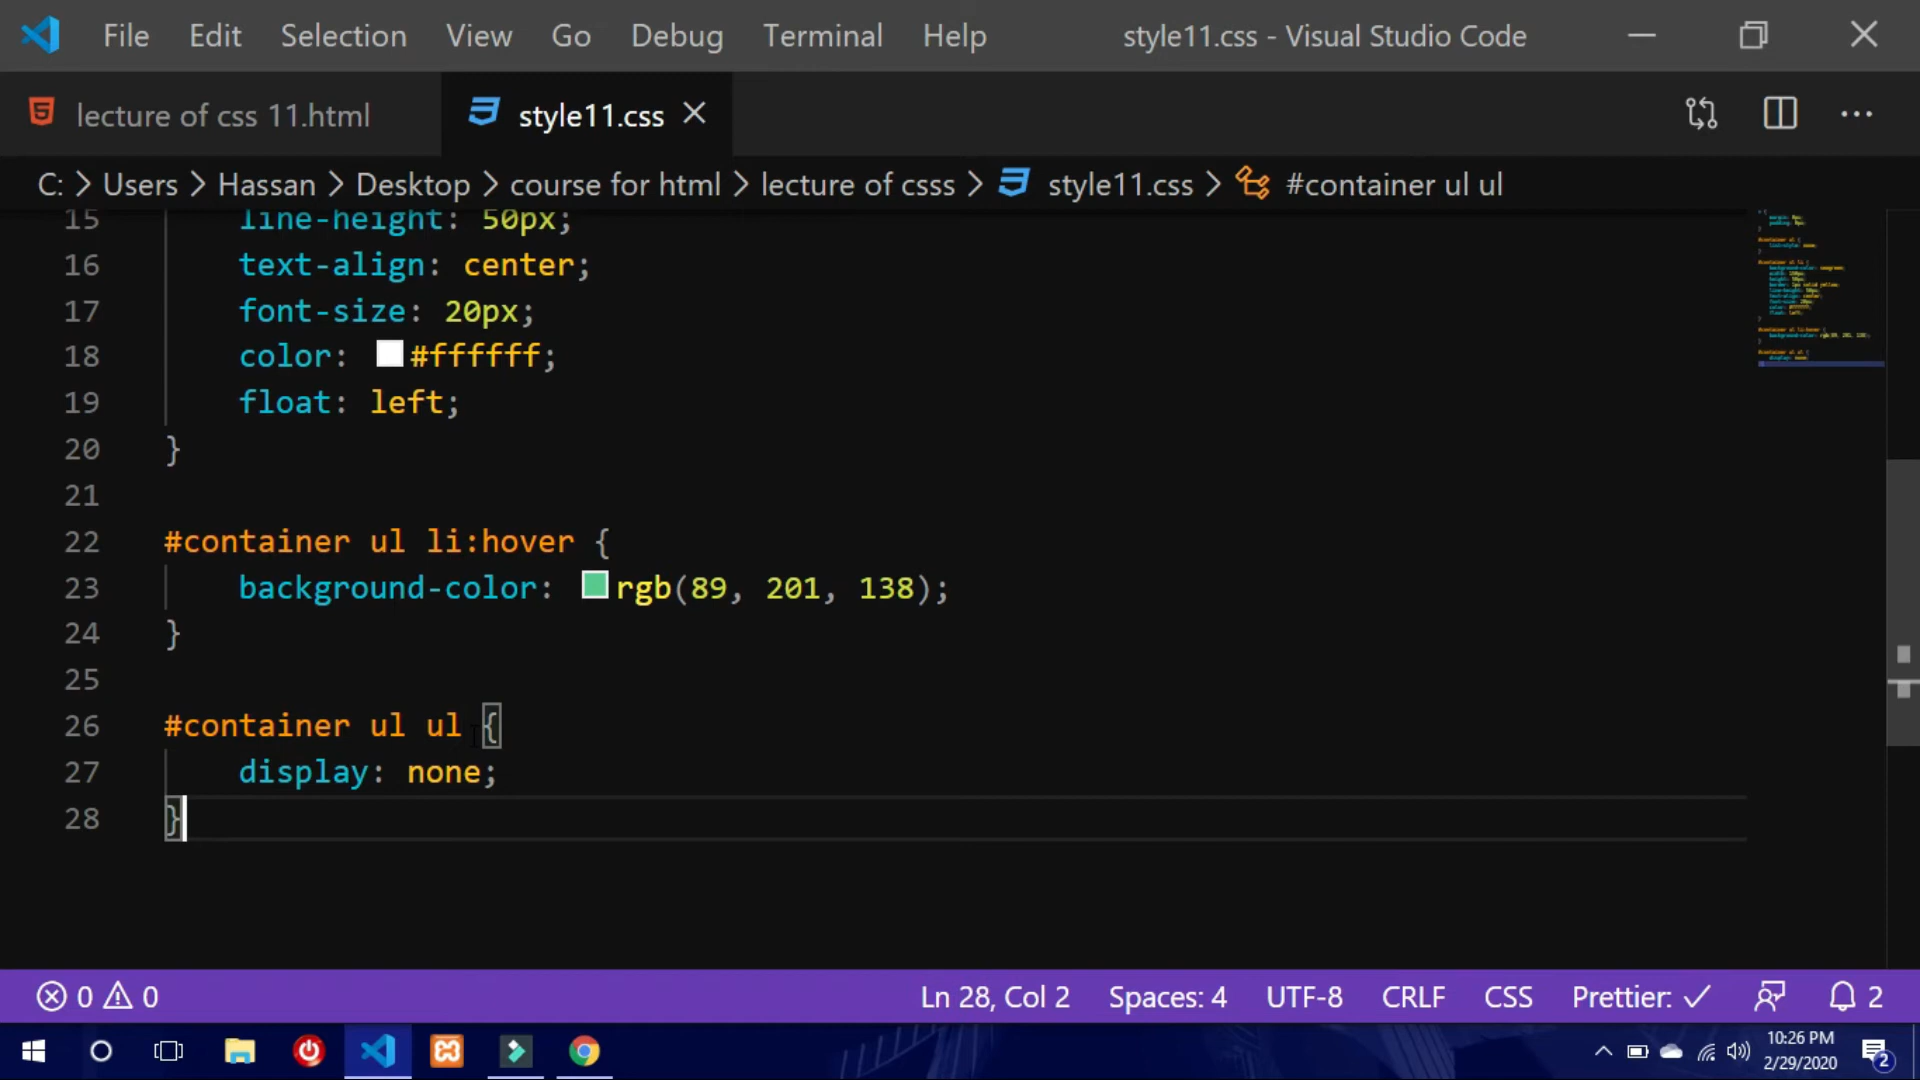 File Edit Selection View Go Debug Terminal Help style11.css - Visual Studio Code
lecture of css 11.html style11.css
C: > Users > Hassan > Desktop > course for html > lecture of csss > style11.css > #container ul ul
15 line-height: 50px;
16 text-align: center;
17 font-size: 20px;
18 color: #ffffff;
19 float: left;
20 }
21
22 #container ul li:hover {
23 background-color: rgb(89, 201, 138);
24 }
25
26 #container ul ul {
27 display: none;
28 }
0 0 Ln 28, Col 2 Spaces: 4 UTF-8 CRLF CSS Prettier: ✓ 2
10:26 PM
2/29/2020
2